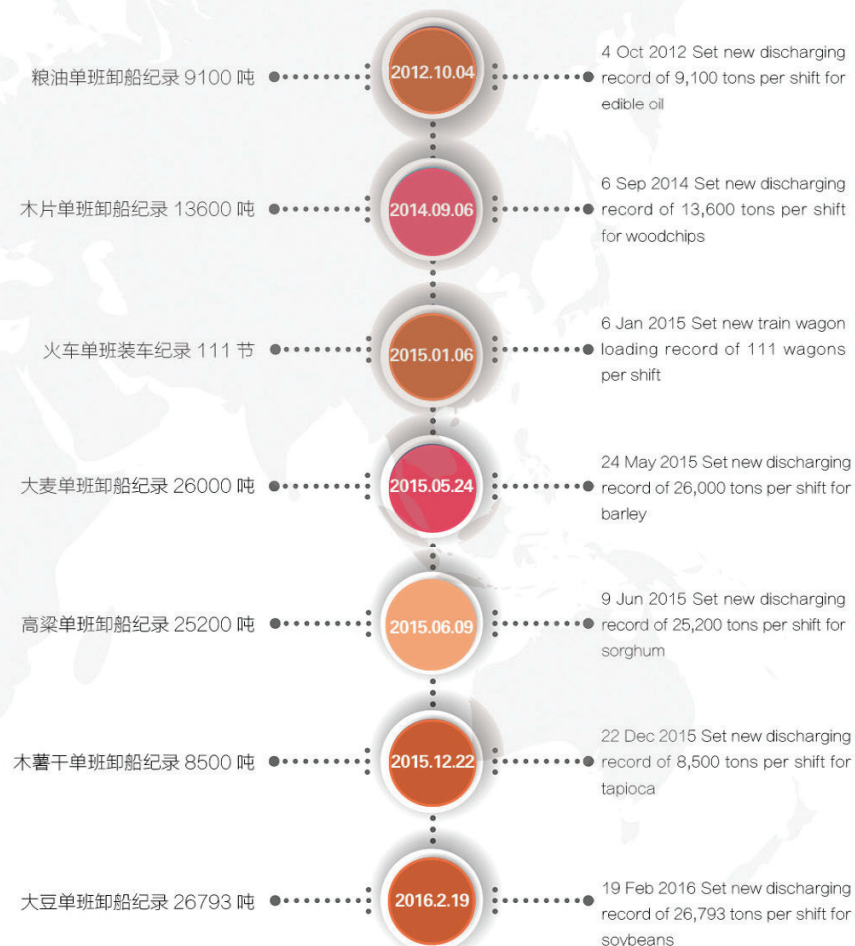 粮油单班卸船纪录 9100 吨
2012.10.04
4 Oct 2012 Set new discharging
record of 9,100 tons per shift for
edible oil
木片单班卸船纪录 13600 吨
2014.09.06
6 Sep 2014 Set new discharging
record of 13,600 tons per shift
for woodchips
火车单班装车纪录 111 节
2015.01.06
6 Jan 2015 Set new train wagon
loading record of 111 wagons
per shift
大麦单班卸船纪录 26000 吨
2015.05.24
24 May 2015 Set new discharging
record of 26,000 tons per shift for
barley
高粱单班卸船纪录 25200 吨
2015.06.09
9 Jun 2015 Set new discharging
record of 25,200 tons per shift for
sorghum
木薯干单班卸船纪录 8500 吨
2015.12.22
22 Dec 2015 Set new discharging
record of 8,500 tons per shift for
tapioca
大豆单班卸船纪录 26793 吨
2016.2.19
19 Feb 2016 Set new discharging
record of 26,793 tons per shift for
soybeans